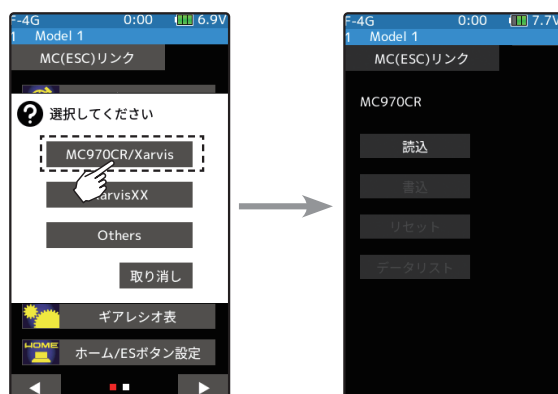 F-4G 0:00 6.9V
1 Model 1
MC(ESC)リンク
選択してください
MC970CR/Xarvis
arvisXX
Others
取り消し
ギアレシオ表
HOME
ホーム/ESボタン設定
F-4G 0:00 7.7V
1 Model 1
MC(ESC)リンク
MC970CR
読込
書込
リセット
データリスト